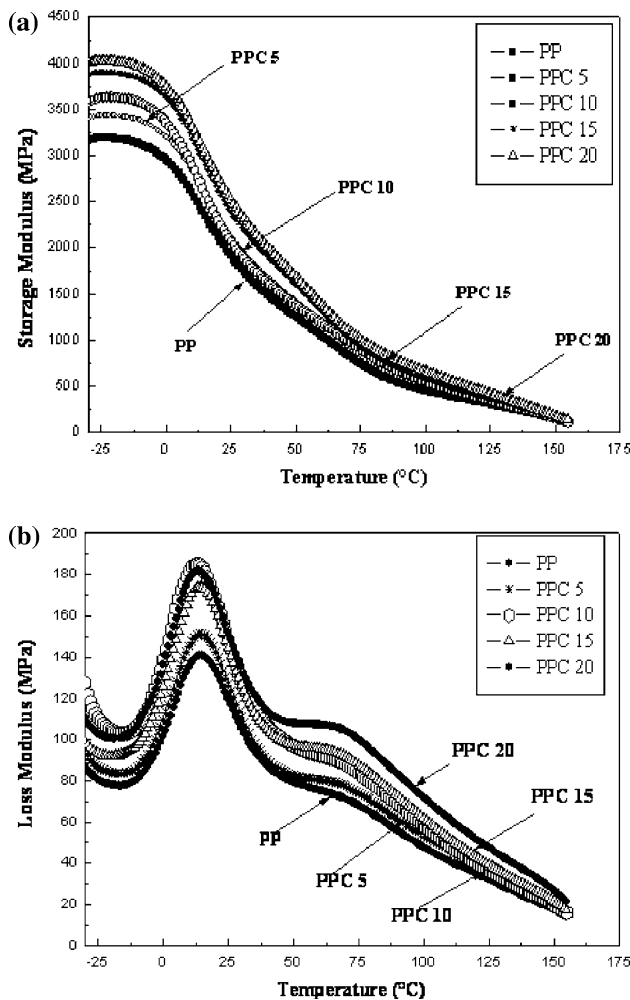 (a)
4500
4000
3500
3000
2500
2000
1500
1000
500
0
Storage Modulus (MPa)
-25 0 25 50 75 100 125 150 175
Temperature (°C)
PPC 5
PPC 10
PP
PPC 15
PPC 20
PP
PPC 5
PPC 10
PPC 15
PPC 20
(b)
200
180
160
140
120
100
80
60
40
20
0
Loss Modulus (MPa)
-25 0 25 50 75 100 125 150 175
Temperature (°C)
PP
PPC 5
PPC 10
PPC 15
PPC 20
PPC 20
PPC 15
PP
PPC 5
PPC 10